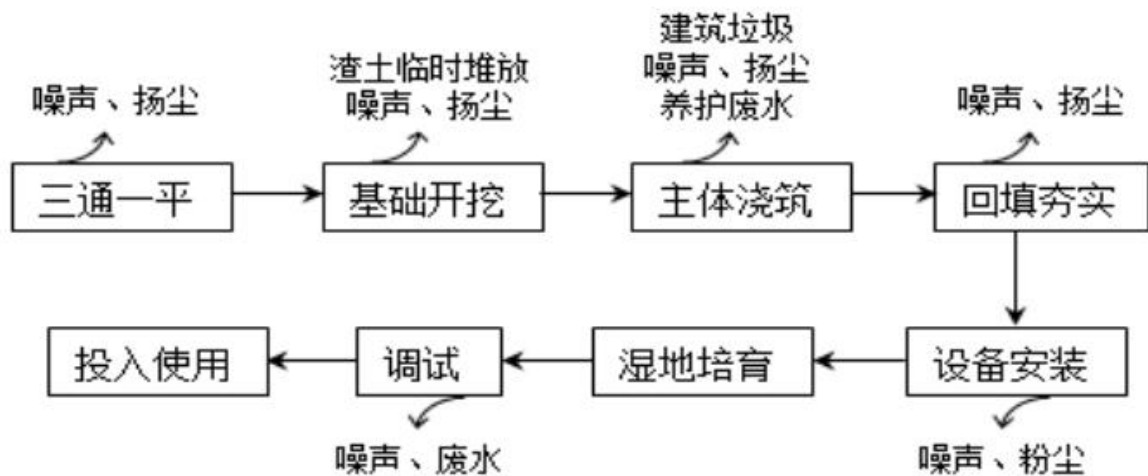 建筑垃圾
渣土临时堆放
噪声、扬尘
噪声、扬尘
噪声、扬尘
养护废水
噪声、扬尘
三通一平
基础开挖
主体浇筑
回填夯实
投入使用
调试
湿地培育
设备安装
噪声、废水
噪声、粉尘